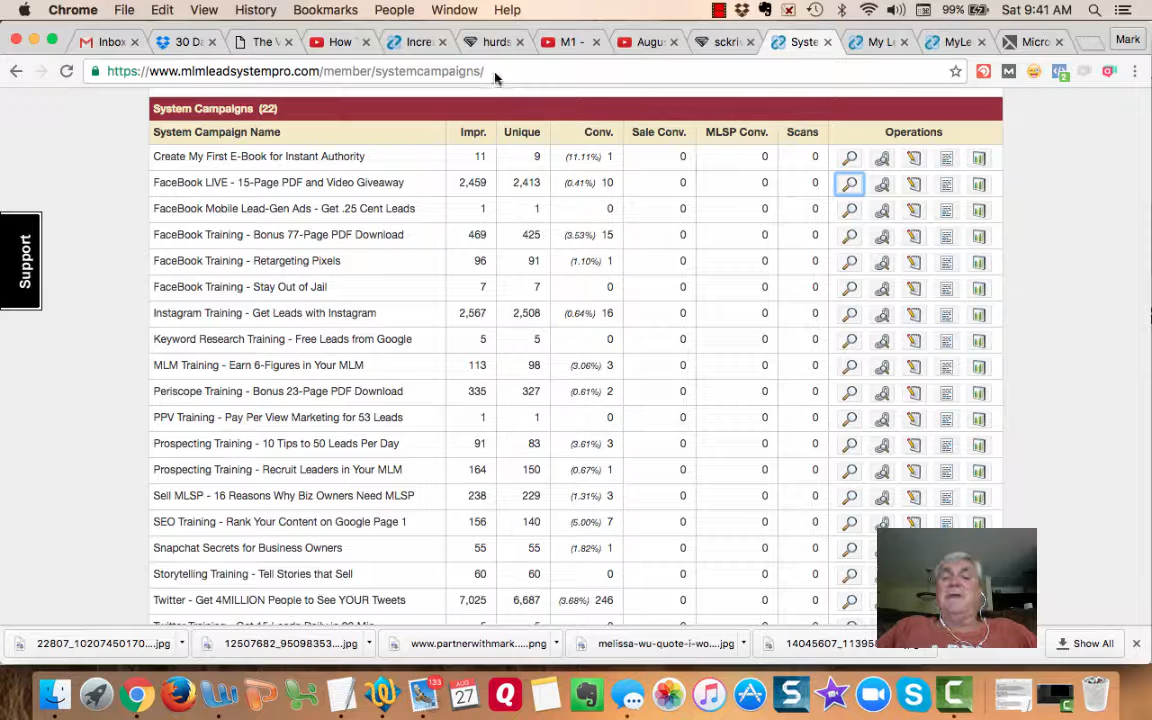 Chrome File Edit View History Bookmarks People Window Help 99% Sat 9:41 AM
Inbox 30 Da The V How Incre hurds M1 - Augu sckri Syste My L MyLe Micro Mark
https://www.mlmleadsystempro.com/member/systemcampaigns/
System Campaigns (22)
System Campaign Name Impr. Unique Conv. Sale Conv. MLSP Conv. Scans Operations
Create My First E-Book for Instant Authority 11 9 (11.11%) 1 0 0 0
FaceBook LIVE - 15-Page PDF and Video Giveaway 2,459 2,413 (0.41%) 10 0 0 0
FaceBook Mobile Lead-Gen Ads - Get .25 Cent Leads 1 1 0 0 0 0
FaceBook Training - Bonus 77-Page PDF Download 469 425 (3.53%) 15 0 0 0
FaceBook Training - Retargeting Pixels 96 91 (1.10%) 1 0 0 0
FaceBook Training - Stay Out of Jail 7 7 0 0 0 0
Instagram Training - Get Leads with Instagram 2,567 2,508 (0.64%) 16 0 0 0
Keyword Research Training - Free Leads from Google 5 5 0 0 0 0
MLM Training - Earn 6-Figures in Your MLM 113 98 (3.06%) 3 0 0 0
Periscope Training - Bonus 23-Page PDF Download 335 327 (0.61%) 2 0 0 0
PPV Training - Pay Per View Marketing for 53 Leads 1 1 0 0 0 0
Prospecting Training - 10 Tips to 50 Leads Per Day 91 83 (3.61%) 3 0 0 0
Prospecting Training - Recruit Leaders in Your MLM 164 150 (0.67%) 1 0 0 0
Sell MLSP - 16 Reasons Why Biz Owners Need MLSP 238 229 (1.31%) 3 0 0 0
SEO Training - Rank Your Content on Google Page 1 156 140 (5.00%) 7 0 0 0
Snapchat Secrets for Business Owners 55 55 (1.82%) 1 0 0 0
Storytelling Training - Tell Stories that Sell 60 60 0 0 0 0
Twitter - Get 4MILLION People to See YOUR Tweets 7,025 6,687 (3.68%) 246 0 0 0
Support
22807_10207450170....jpg 12507682_95098353....jpg www.partnerwithmark....png melissa-wu-quote-i-wo....jpg 14045607_11395 Show All
133
AUG
27